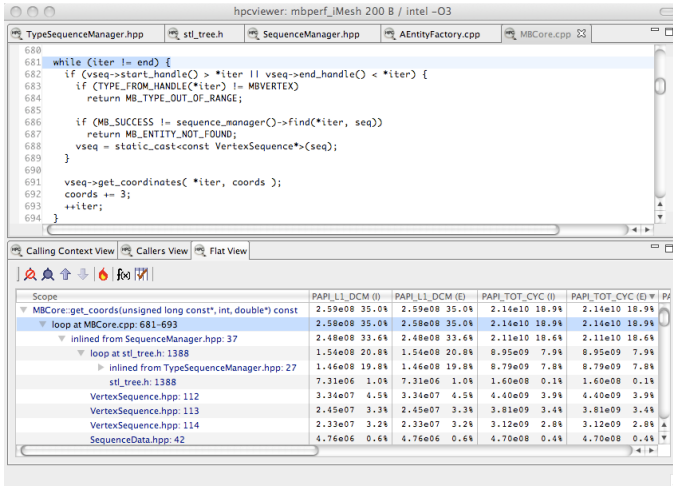 hpcviewer: mbperf_iMesh 200 B / intel -O3
TypeSequenceManager.hpp stl_tree.h SequenceManager.hpp AEntityFactory.cpp MBCore.cpp
680
681 while (iter != end) {
682 if (vseq->start_handle() > *iter || vseq->end_handle() < *iter) {
683 if (TYPE_FROM_HANDLE(*iter) != MBVERTEX)
684 return MB_TYPE_OUT_OF_RANGE;
685
686 if (MB_SUCCESS != sequence_manager()->find(*iter, seq))
687 return MB_ENTITY_NOT_FOUND;
688 vseq = static_cast<const VertexSequence*>(seq);
689 }
690
691 vseq->get_coordinates( *iter, coords );
692 coords += 3;
693 ++iter;
694 }
Calling Context View Callers View Flat View
f(x)
Scope PAPI_L1_DCM (I) PAPI_L1_DCM (E) PAPI_TOT_CYC (I) PAPI_TOT_CYC (E) PA
MBCore::get_coords(unsigned long const*, int, double*) const 2.59e08 35.0% 2.59e08 35.0% 2.14e10 18.9% 2.14e10 18.9%
loop at MBCore.cpp: 681-693 2.58e08 35.0% 2.58e08 35.0% 2.14e10 18.9% 2.14e10 18.9%
inlined from SequenceManager.hpp: 37 2.48e08 33.6% 2.48e08 33.6% 2.11e10 18.6% 2.11e10 18.6%
loop at stl_tree.h: 1388 1.54e08 20.8% 1.54e08 20.8% 8.95e09 7.9% 8.95e09 7.9%
inlined from TypeSequenceManager.hpp: 27 1.46e08 19.8% 1.46e08 19.8% 8.79e09 7.8% 8.79e09 7.8%
stl_tree.h: 1388 7.31e06 1.0% 7.31e06 1.0% 1.60e08 0.1% 1.60e08 0.1%
VertexSequence.hpp: 112 3.34e07 4.5% 3.34e07 4.5% 4.40e09 3.9% 4.40e09 3.9%
VertexSequence.hpp: 113 2.45e07 3.3% 2.45e07 3.3% 3.81e09 3.4% 3.81e09 3.4%
VertexSequence.hpp: 114 2.33e07 3.2% 2.33e07 3.2% 3.12e09 2.8% 3.12e09 2.8%
SequenceData.hpp: 42 4.76e06 0.6% 4.76e06 0.6% 4.70e08 0.4% 4.70e08 0.4%